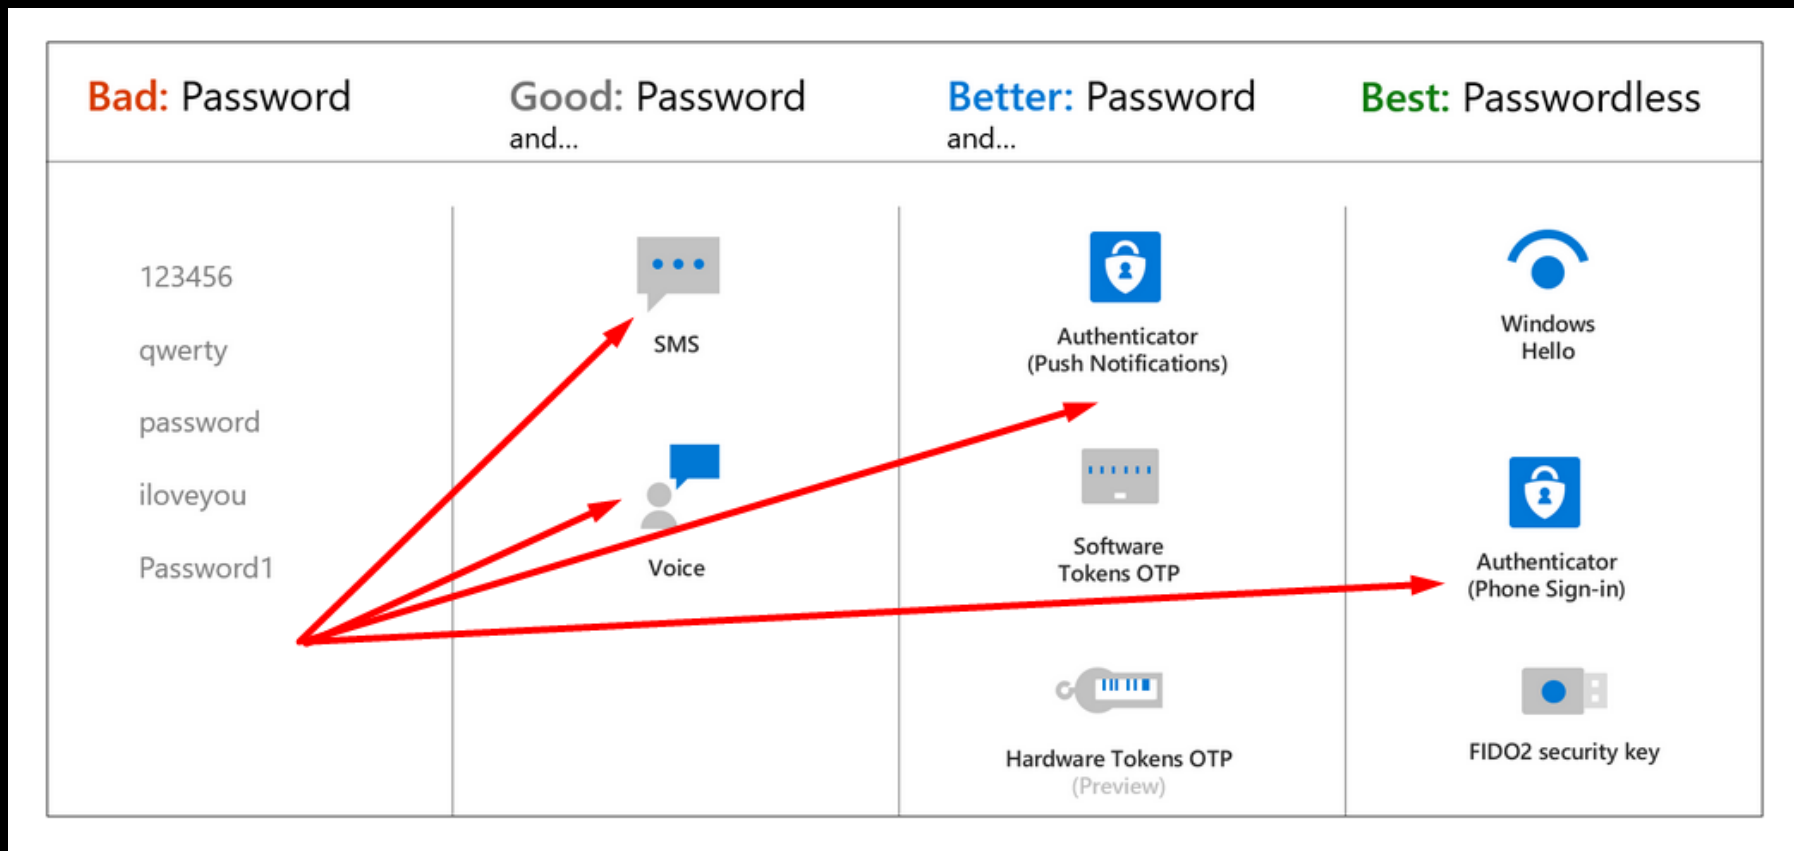 Bad: Password
Good: Password
and...
Better: Password
and...
Best: Passwordless
123456
qwerty
password
iloveyou
Password1
SMS
Voice
Authenticator
(Push Notifications)
Software
Tokens OTP
Hardware Tokens OTP
(Preview)
Windows
Hello
Authenticator
(Phone Sign-in)
FIDO2 security key